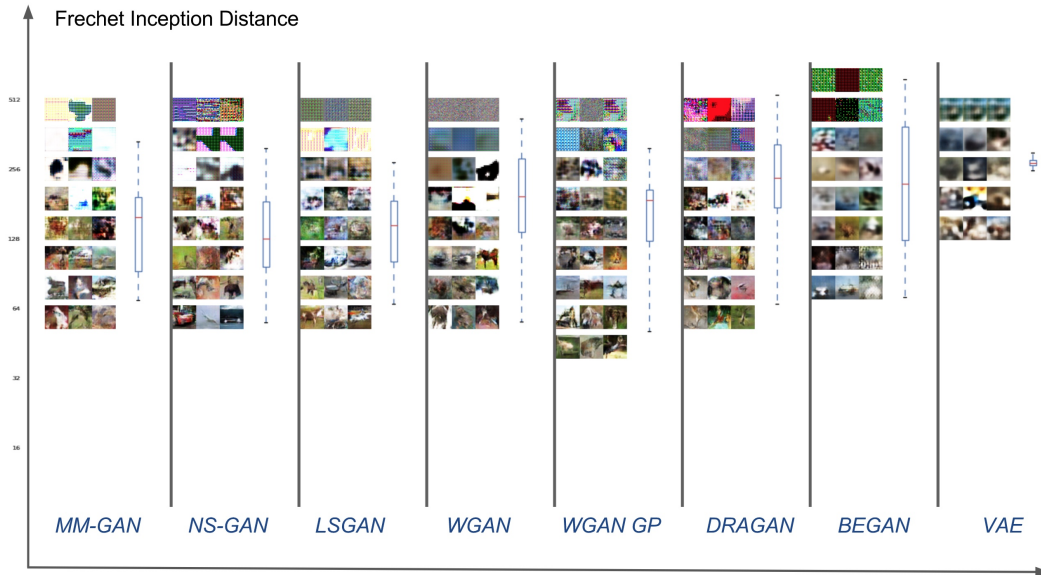 Frechet Inception Distance
512
256
128
64
32
16
MM-GAN
NS-GAN
LSGAN
WGAN
WGAN GP
DRAGAN
BEGAN
VAE